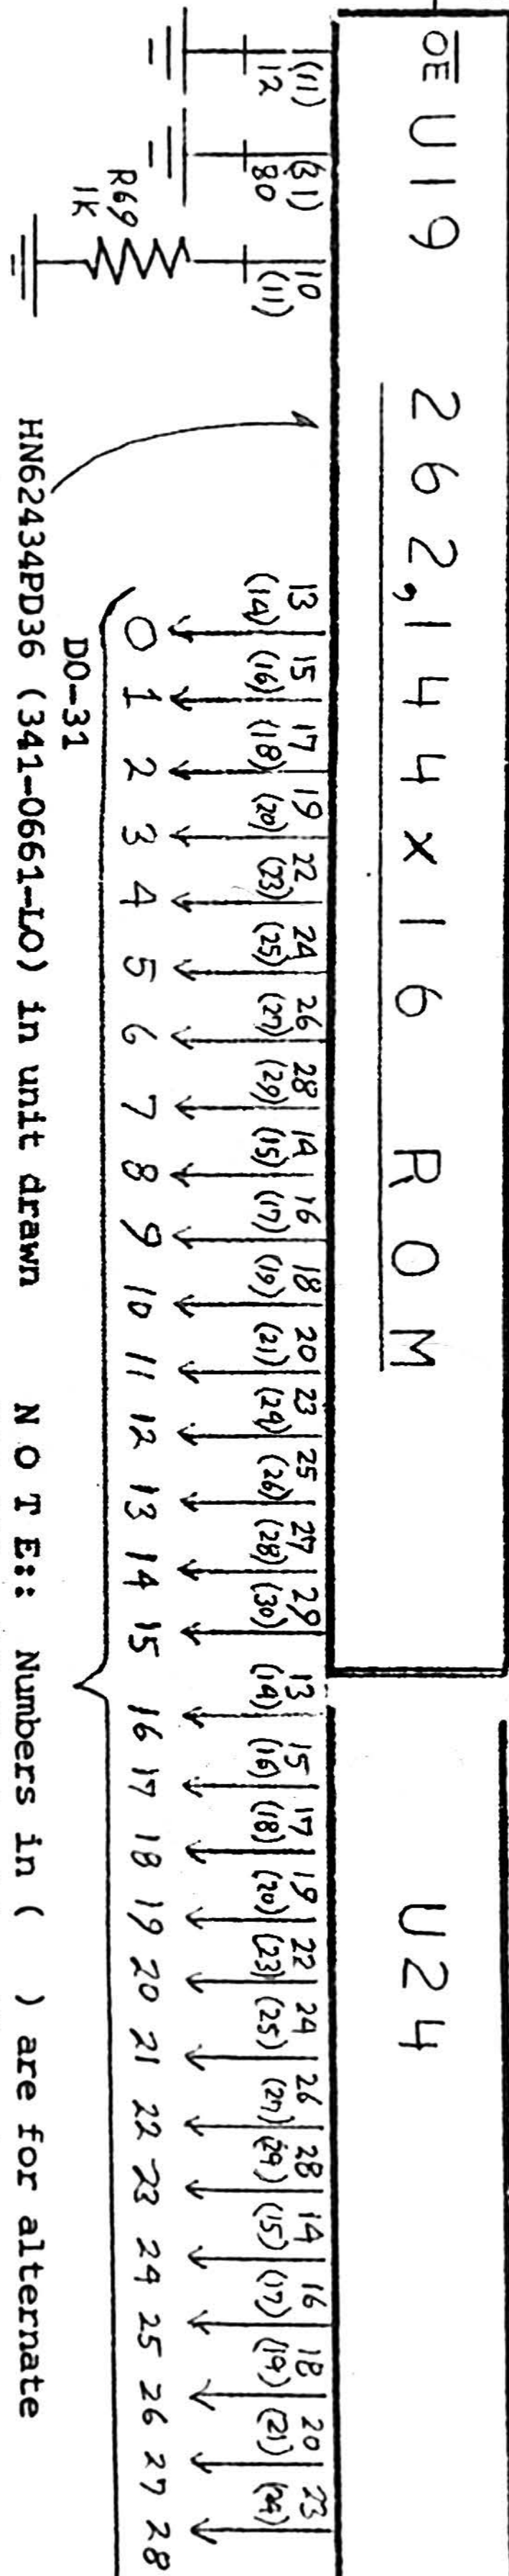 OE U19 262,144x16 ROM U24
(11) (31) 10 13 15 17 19 22 24 26 28 14 16 18 20 23 25 27 29 13 15 17 19 22 24 26 28 14 16 18 20 23
12 30 (11) (14) (16) (18) (20) (23) (25) (27) (29) (15) (17) (19) (21) (24) (26) (28) (30) (14) (16) (18) (20) (23) (25) (27) (29) (15) (17) (19) (21) (24)
0 1 2 3 4 5 6 7 8 9 10 11 12 13 14 15 16 17 18 19 20 21 22 23 24 25 26 27 28
R69
1K
D0-31
HN62434PD36 (341-0661-LO) in unit drawn N O T E:: Numbers in ( ) are for alternate